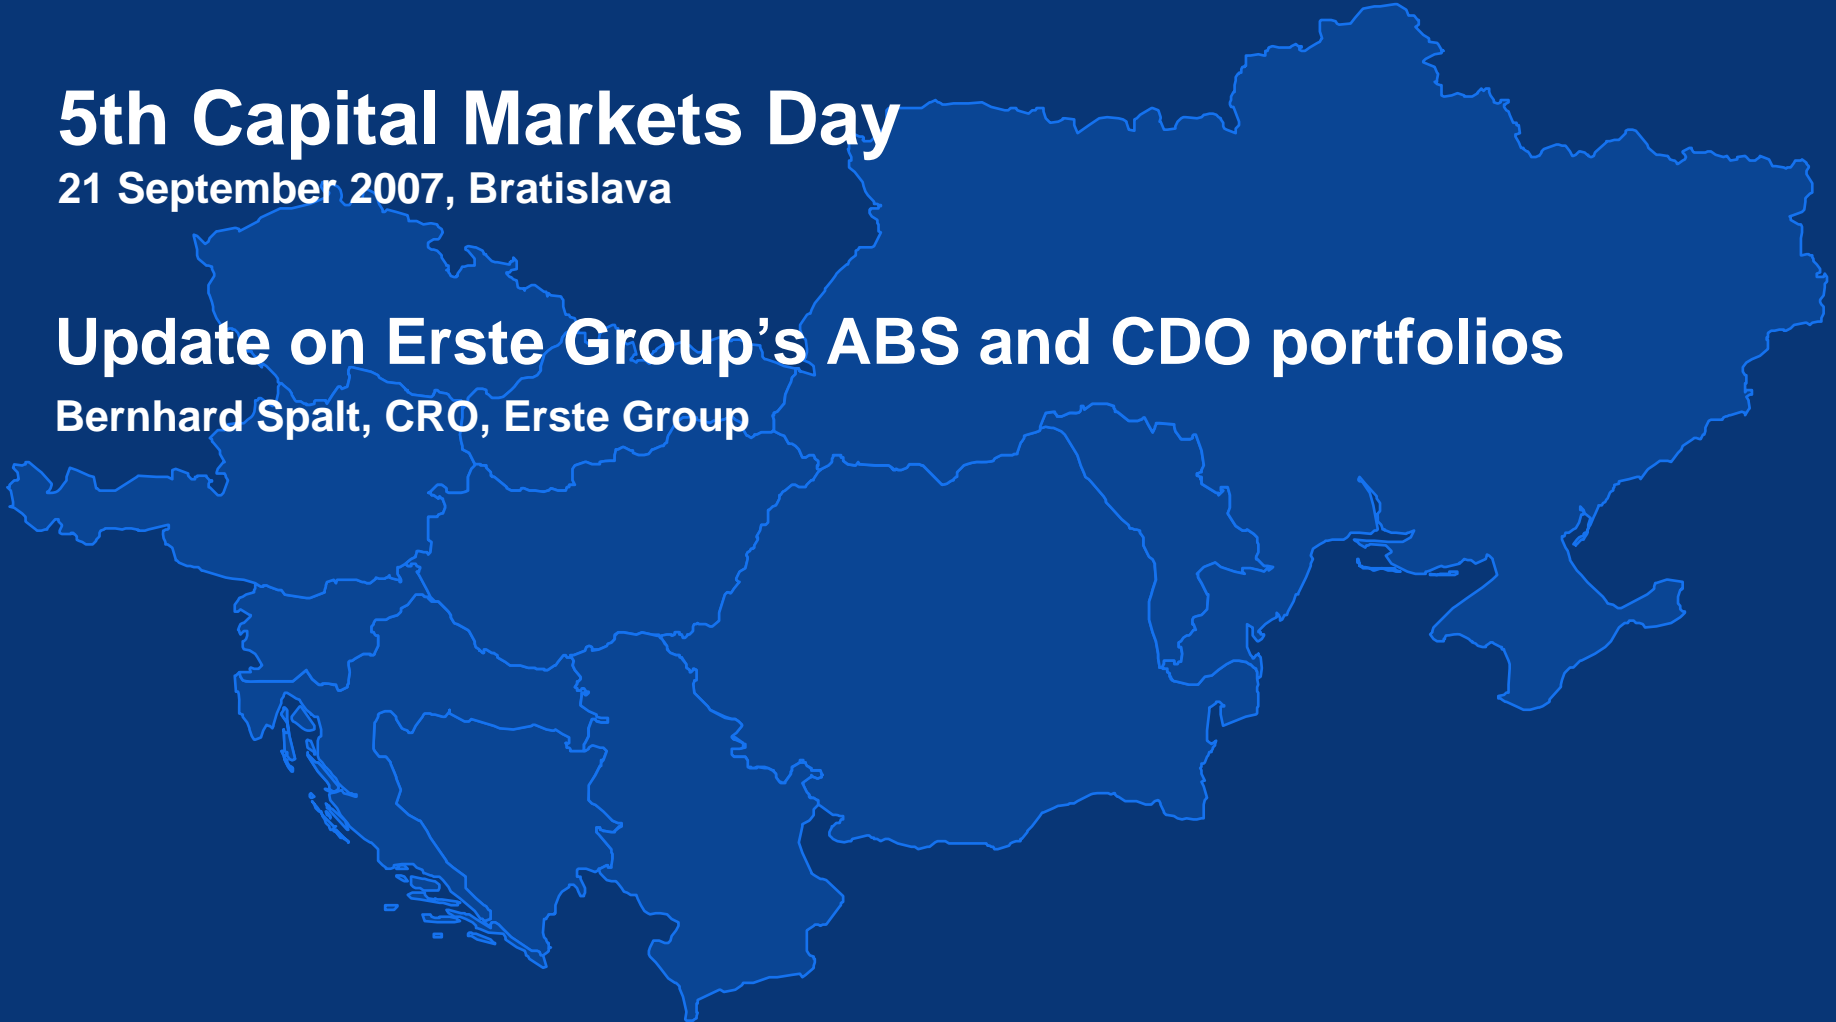 5th Capital Markets Day
21 September 2007, Bratislava
Update on Erste Group’s ABS and CDO portfolios
Bernhard Spalt, CRO, Erste Group